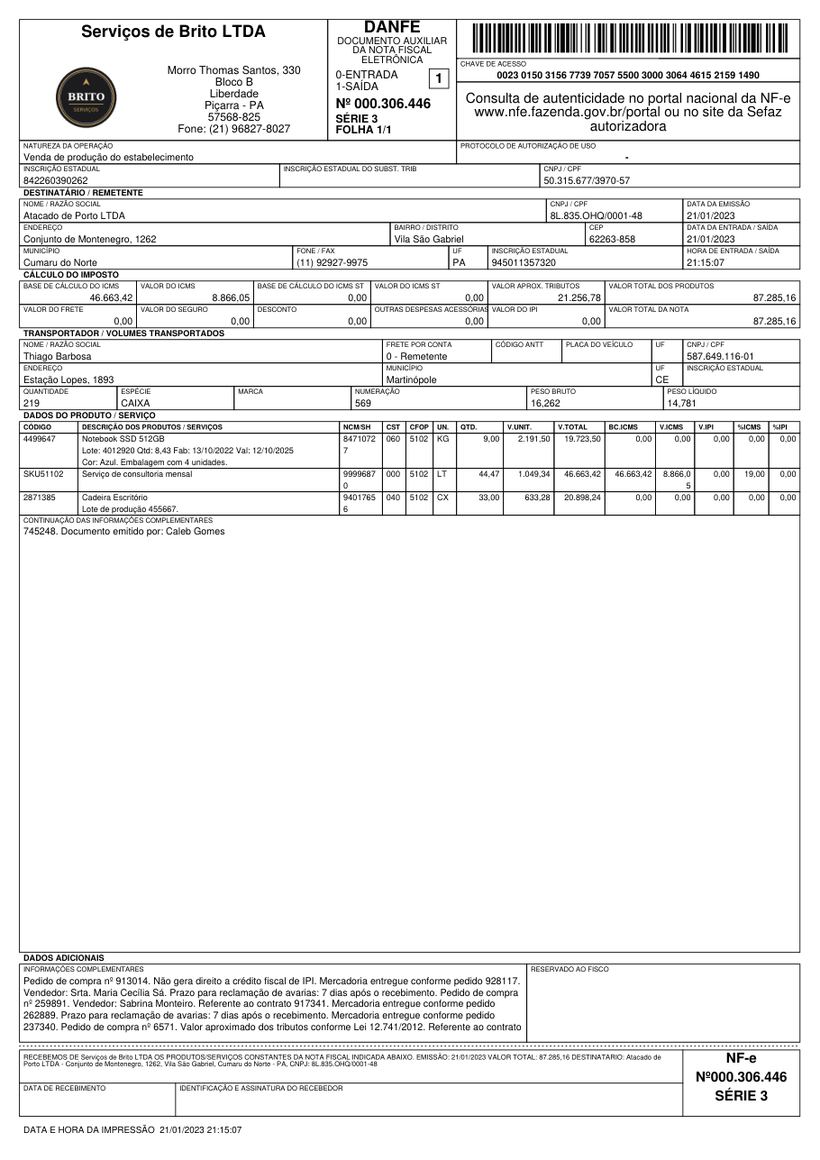 Serviços de Brito LTDA
BRITO
SERVIÇOS
Morro Thomas Santos, 330
Bloco B
Liberdade
Piçarra - PA
57568-825
Fone: (21) 96827-8027
DANFE
DOCUMENTO AUXILIAR
DA NOTA FISCAL
ELETRÔNICA
0-ENTRADA
1-SAÍDA
1
Nº 000.306.446
SÉRIE 3
FOLHA 1/1
CHAVE DE ACESSO
0023 0150 3156 7739 7057 5500 3000 3064 4615 2159 1490
Consulta de autenticidade no portal nacional da NF-e
www.nfe.fazenda.gov.br/portal ou no site da Sefaz
autorizadora
NATUREZA DA OPERAÇÃO PROTOCOLO DE AUTORIZAÇÃO DE USO
Venda de produção do estabelecimento -
INSCRIÇÃO ESTADUAL INSCRIÇÃO ESTADUAL DO SUBST. TRIB CNPJ / CPF
842260390262 50.315.677/3970-57
DESTINATÁRIO / REMETENTE
NOME / RAZÃO SOCIAL CNPJ / CPF DATA DA EMISSÃO
Atacado de Porto LTDA 8L.835.OHQ/0001-48 21/01/2023
ENDEREÇO BAIRRO / DISTRITO CEP DATA DA ENTRADA / SAÍDA
Conjunto de Montenegro, 1262 Vila São Gabriel 62263-858 21/01/2023
MUNICÍPIO FONE / FAX UF INSCRIÇÃO ESTADUAL HORA DE ENTRADA / SAÍDA
Cumaru do Norte (11) 92927-9975 PA 945011357320 21:15:07
CÁLCULO DO IMPOSTO
BASE DE CÁLCULO DO ICMS VALOR DO ICMS BASE DE CÁLCULO DO ICMS ST VALOR DO ICMS ST VALOR APROX. TRIBUTOS VALOR TOTAL DOS PRODUTOS
46.663,42 8.866,05 0,00 0,00 21.256,78 87.285,16
VALOR DO FRETE VALOR DO SEGURO DESCONTO OUTRAS DESPESAS ACESSÓRIAS VALOR DO IPI VALOR TOTAL DA NOTA
0,00 0,00 0,00 0,00 0,00 87.285,16
TRANSPORTADOR / VOLUMES TRANSPORTADOS
NOME / RAZÃO SOCIAL FRETE POR CONTA CÓDIGO ANTT PLACA DO VEÍCULO UF CNPJ / CPF
Thiago Barbosa 0 - Remetente 587.649.116-01
ENDEREÇO MUNICÍPIO UF INSCRIÇÃO ESTADUAL
Estação Lopes, 1893 Martinópole CE
QUANTIDADE ESPÉCIE MARCA NUMERAÇÃO PESO BRUTO PESO LÍQUIDO
219 CAIXA 569 16,262 14,781
DADOS DO PRODUTO / SERVIÇO
CÓDIGO DESCRIÇÃO DOS PRODUTOS / SERVIÇOS NCM/SH CST CFOP UN. QTD. V.UNIT. V.TOTAL BC.ICMS V.ICMS V.IPI %ICMS %IPI
4499647 Notebook SSD 512GB 8471072 060 5102 KG 9,00 2.191,50 19.723,50 0,00 0,00 0,00 0,00 0,00
Lote: 4012920 Qtd: 8,43 Fab: 13/10/2022 Val: 12/10/2025 7
Cor: Azul. Embalagem com 4 unidades.
SKU51102 Serviço de consultoria mensal 9999687 000 5102 LT 44,47 1.049,34 46.663,42 46.663,42 8.866,0 0,00 19,00 0,00
0 5
2871385 Cadeira Escritório 9401765 040 5102 CX 33,00 633,28 20.898,24 0,00 0,00 0,00 0,00 0,00
Lote de produção 455667. 6
CONTINUAÇÃO DAS INFORMAÇÕES COMPLEMENTARES
745248. Documento emitido por: Caleb Gomes
DADOS ADICIONAIS
INFORMAÇÕES COMPLEMENTARES RESERVADO AO FISCO
Pedido de compra nº 913014. Não gera direito a crédito fiscal de IPI. Mercadoria entregue conforme pedido 928117.
Vendedor: Srta. Maria Cecília Sá. Prazo para reclamação de avarias: 7 dias após o recebimento. Pedido de compra
nº 259891. Vendedor: Sabrina Monteiro. Referente ao contrato 917341. Mercadoria entregue conforme pedido
262889. Prazo para reclamação de avarias: 7 dias após o recebimento. Mercadoria entregue conforme pedido
237340. Pedido de compra nº 6571. Valor aproximado dos tributos conforme Lei 12.741/2012. Referente ao contrato
RECEBEMOS DE Serviços de Brito LTDA OS PRODUTOS/SERVIÇOS CONSTANTES DA NOTA FISCAL INDICADA ABAIXO. EMISSÃO: 21/01/2023 VALOR TOTAL: 87.285,16 DESTINATARIO: Atacado de
Porto LTDA - Conjunto de Montenegro, 1262, Vila São Gabriel, Cumaru do Norte - PA, CNPJ: 8L.835.OHQ/0001-48
DATA DE RECEBIMENTO IDENTIFICAÇÃO E ASSINATURA DO RECEBEDOR
NF-e
Nº000.306.446
SÉRIE 3
DATA E HORA DA IMPRESSÃO 21/01/2023 21:15:07